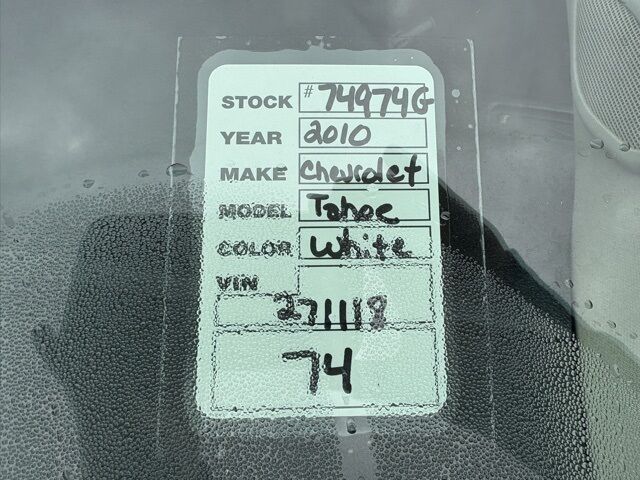 STOCK # 74974G
YEAR 2010
MAKE Chevrolet
MODEL Tahoe
COLOR White
VIN
271118
74